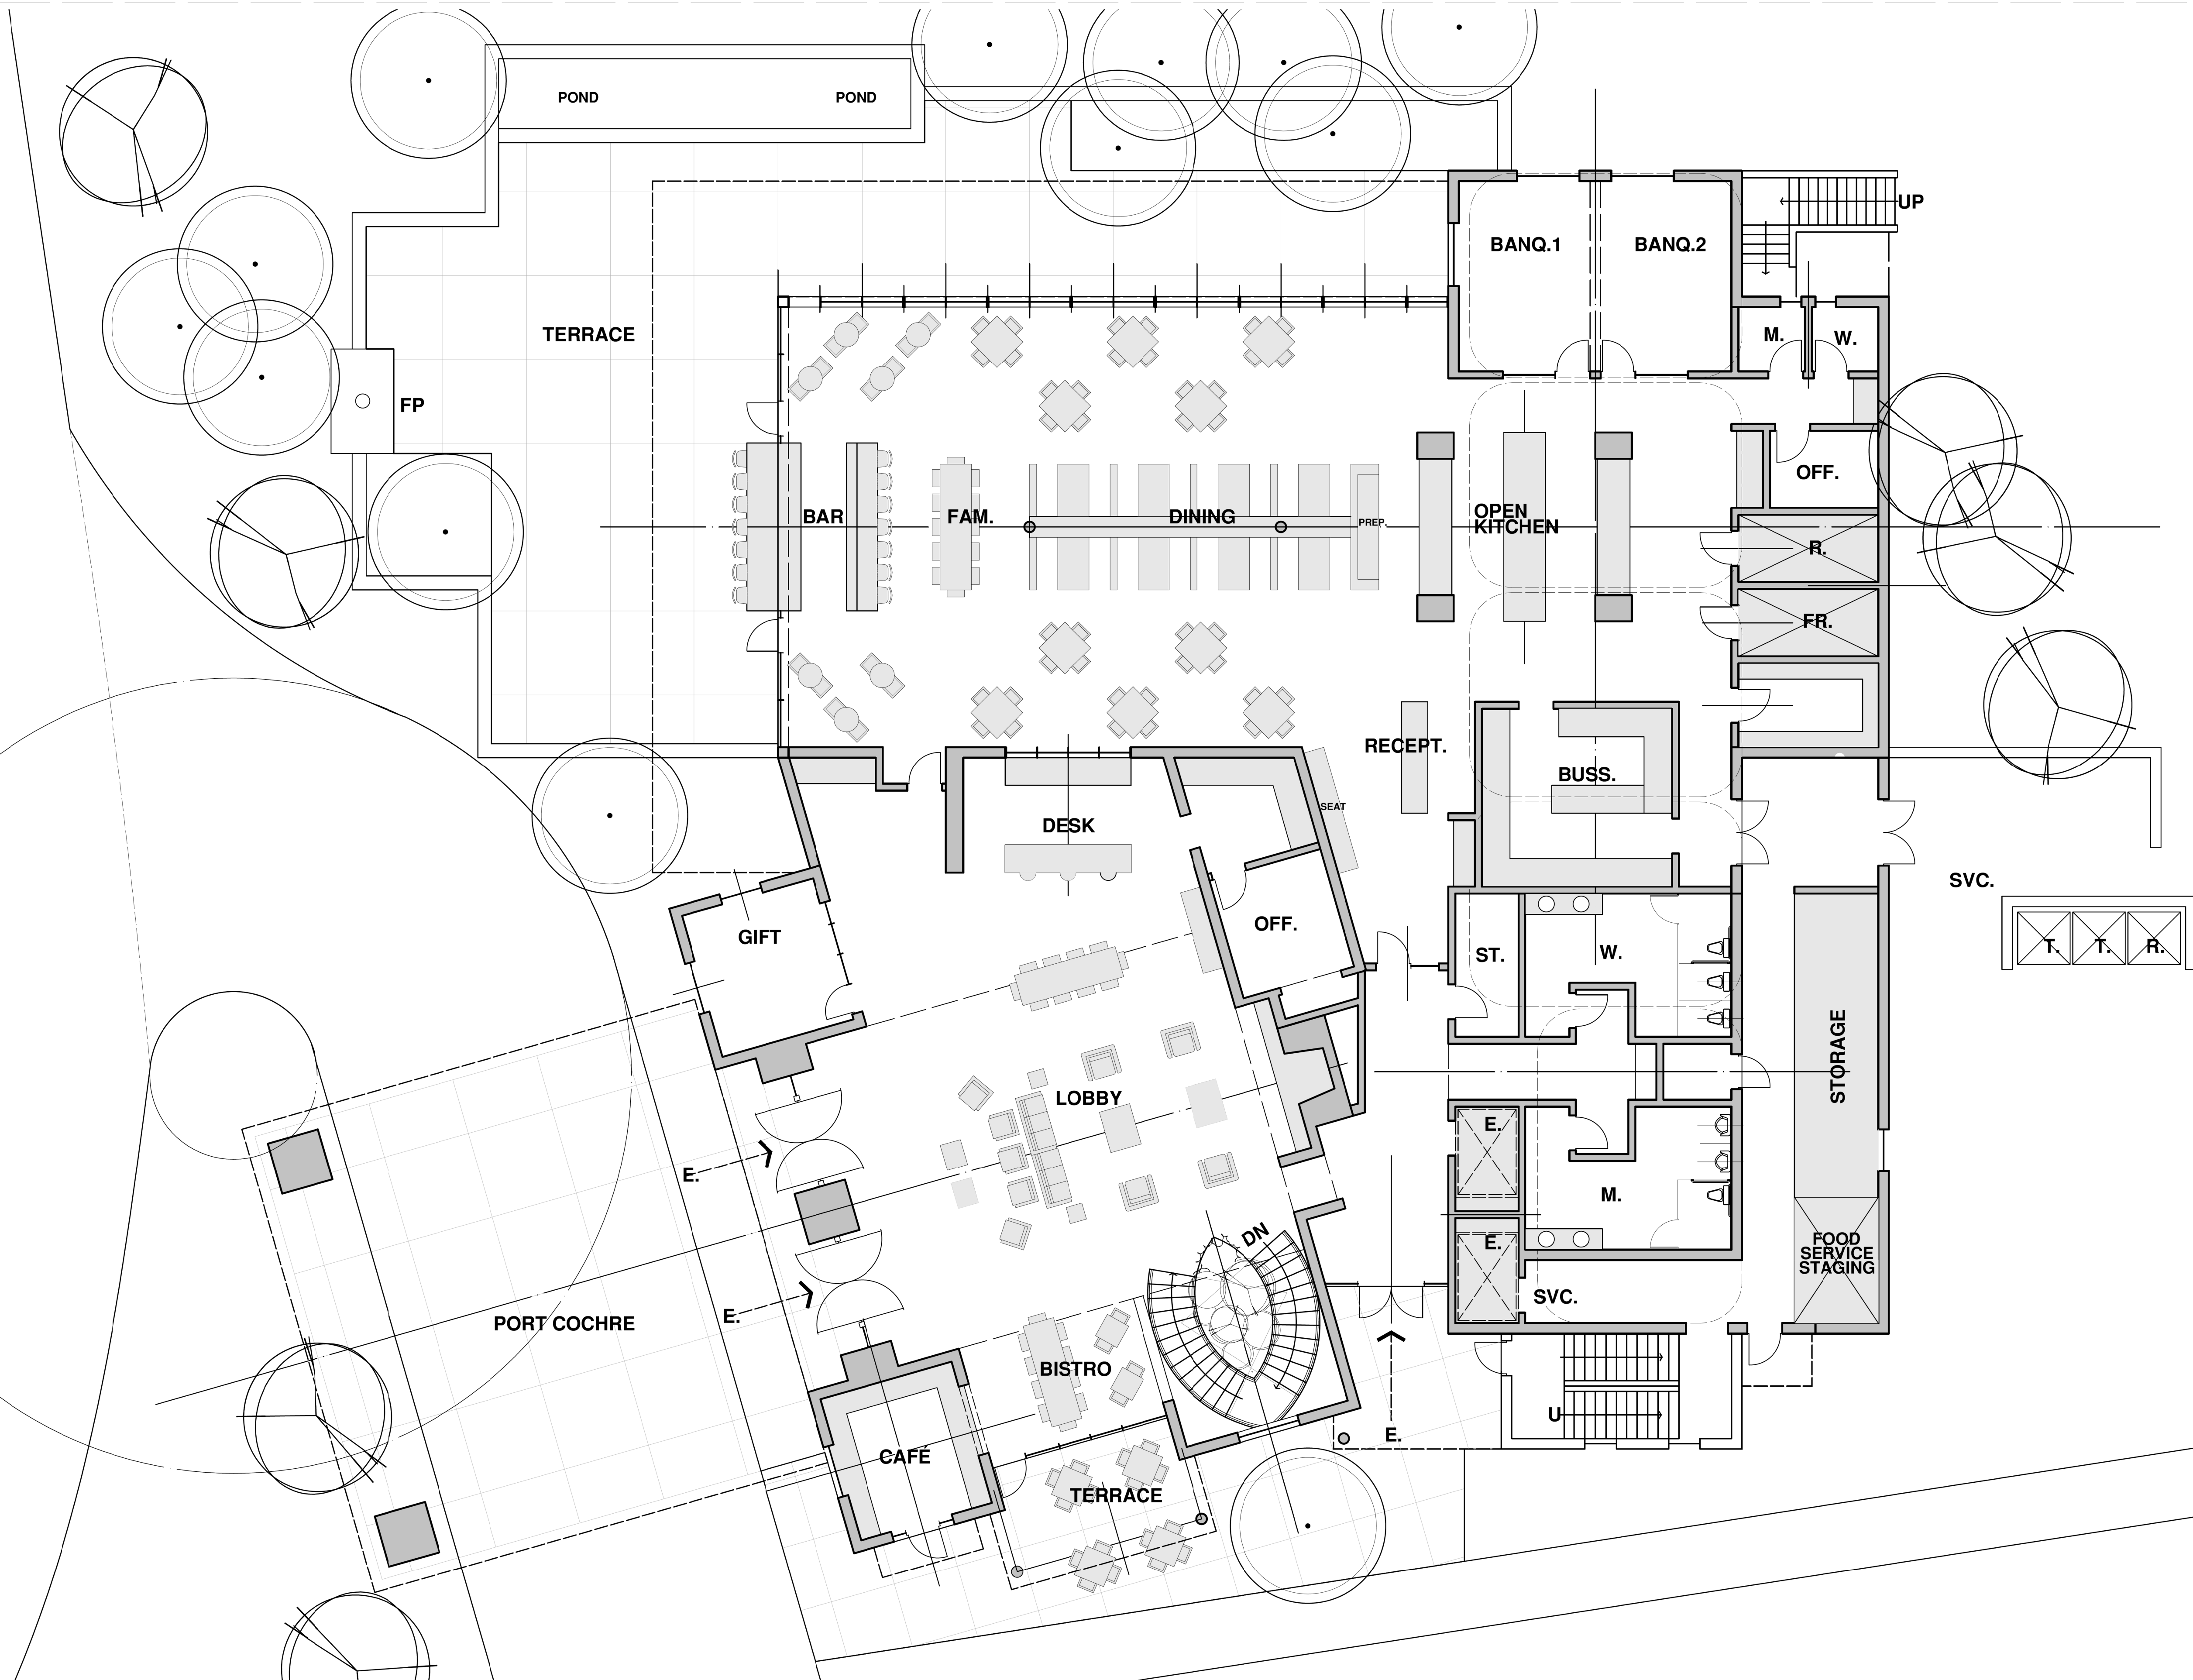 POND POND
UP
BANQ.1 BANQ.2
TERRACE
M. W.
FP
OFF.
BAR FAM. DINING PREP.
OPEN
KITCHEN
R.
FR.
RECEPT.
BUSS.
SEAT
DESK
SVC.
OFF.
GIFT
ST. W.
T. T. R.
STORAGE
LOBBY
E.
E.
M.
DN
E.
FOOD
SERVICE
STAGING
SVC.
E.
PORT COCHRE
BISTRO
U
E.
CAFÉ
TERRACE